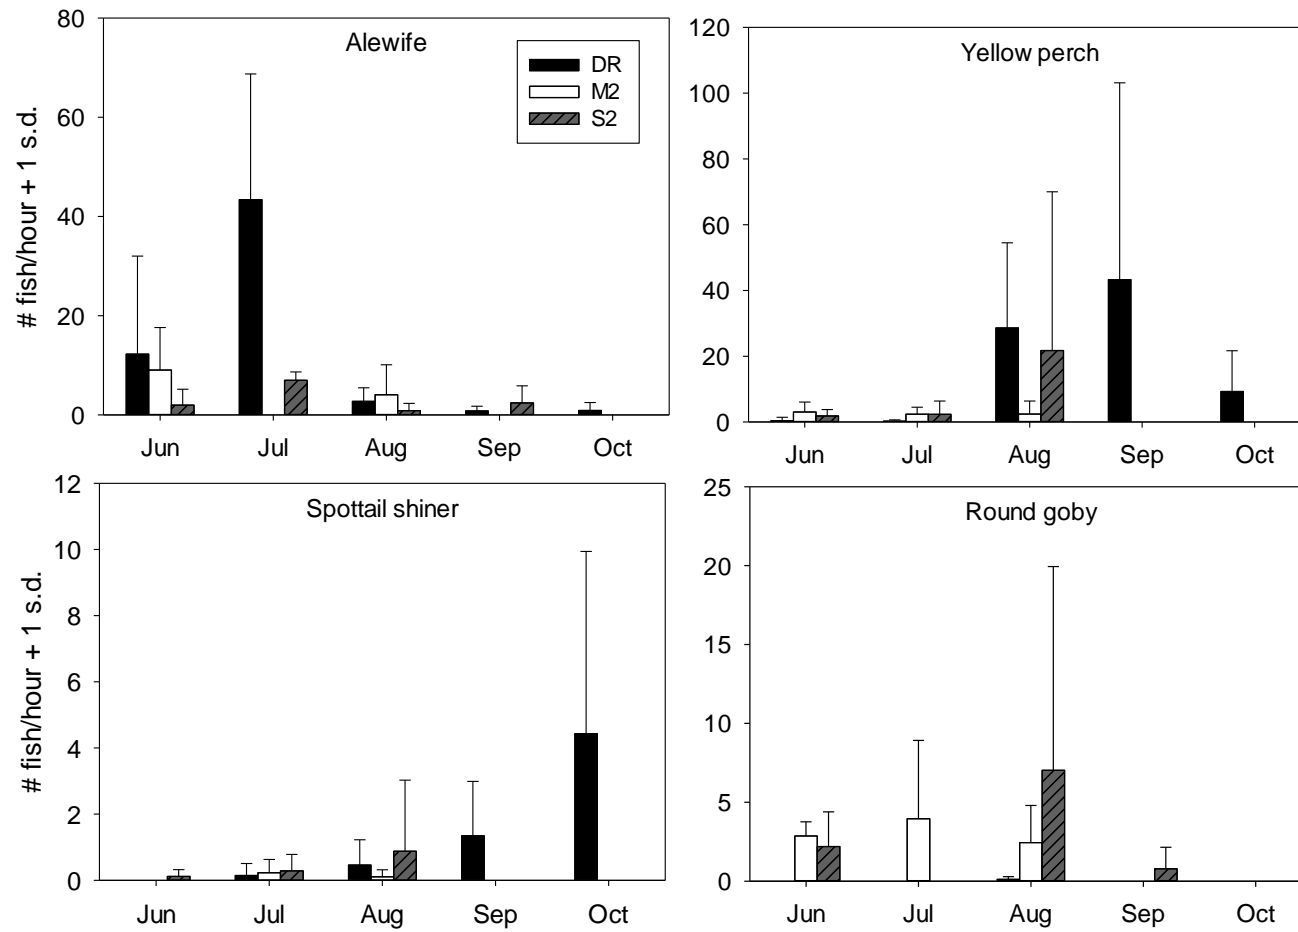 Alewife
DR
M2
S2
# fish/hour + 1 s.d.
80
60
40
20
0
Jun Jul Aug Sep Oct
Yellow perch
120
100
80
60
40
20
0
Jun Jul Aug Sep Oct
Spottail shiner
# fish/hour + 1 s.d.
12
10
8
6
4
2
0
Jun Jul Aug Sep Oct
Round goby
25
20
15
10
5
0
Jun Jul Aug Sep Oct